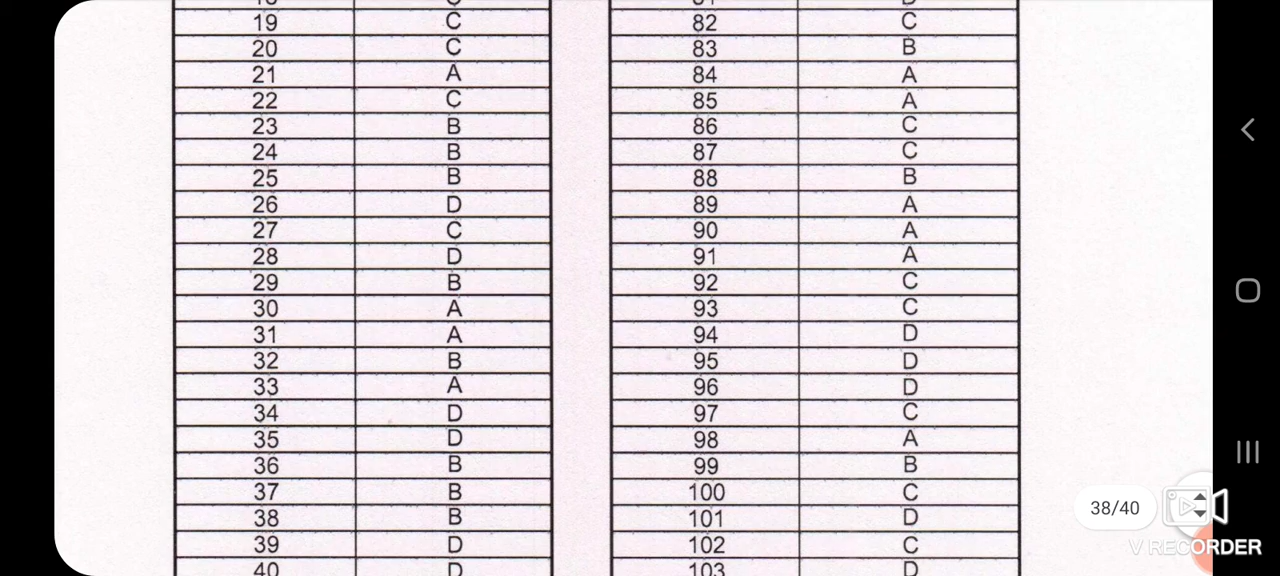 19 C 82 C
20 C 83 B
21 A 84 A
22 C 85 A
23 B 86 C
24 B 87 C
25 B 88 B
26 D 89 A
27 C 90 A
28 D 91 A
29 B 92 C
30 A 93 C
31 A 94 D
32 B 95 D
33 A 96 D
34 D 97 C
35 D 98 A
36 B 99 B
37 B 100 C
38 B 101 D
39 D 102 C
40 D 103 D
38/40
V RECORDER